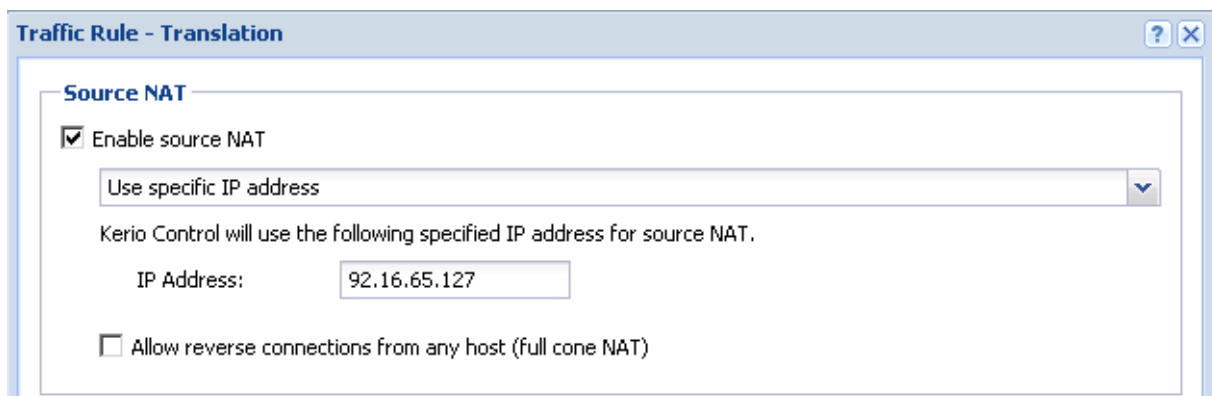 Traffic Rule - Translation
?
Source NAT
Enable source NAT
Use specific IP address
Kerio Control will use the following specified IP address for source NAT.
IP Address: 92.16.65.127
Allow reverse connections from any host (full cone NAT)